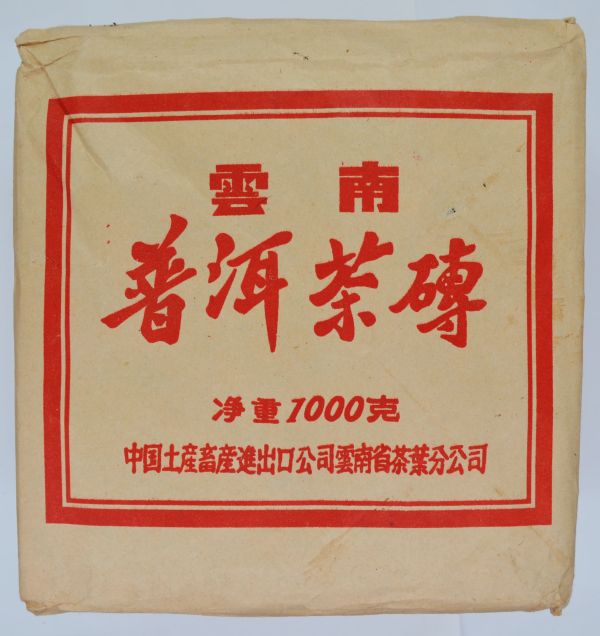 雲南
普洱茶磚
净重1000克
中国土産畜産進出口公司雲南省茶葉分公司